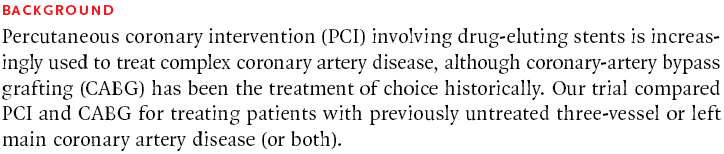 BACKGROUND
Percutaneous coronary intervention (PCI) involving drug-eluting stents is increas-
ingly used to treat complex coronary artery disease, although coronary-artery bypass
grafting (CABG) has been the treatment of choice historically. Our trial compared
PCI and CABG for treating patients with previously untreated three-vessel or left
main coronary artery disease (or both).